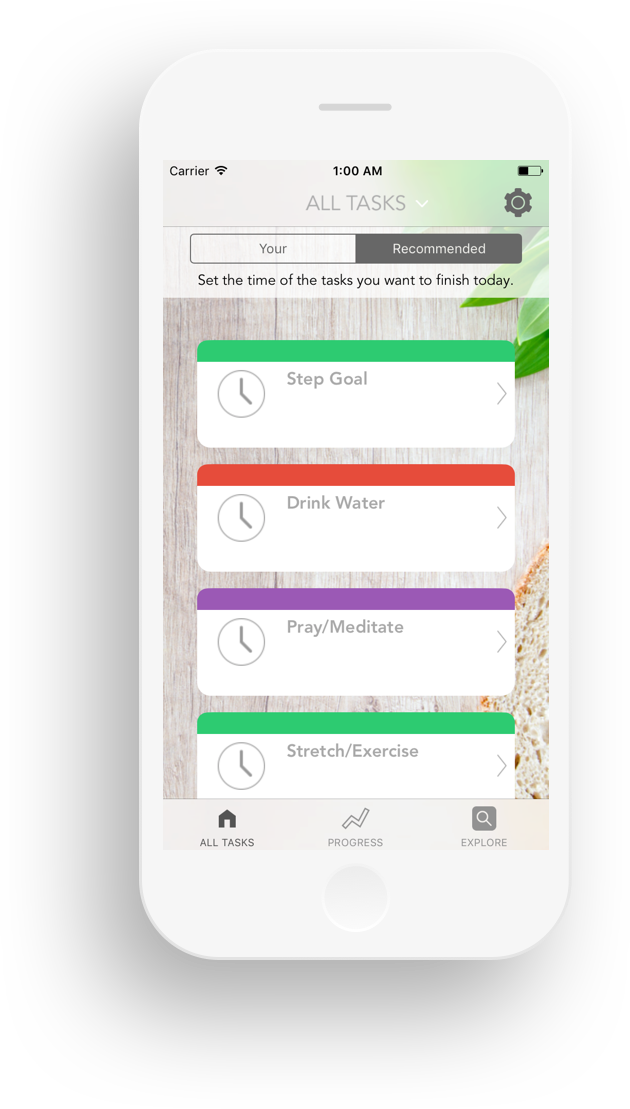 Carrier
1:00 AM
ALL TASKS
Your
Recommended
Set the time of the tasks you want to finish today.
Step Goal
Drink Water
Pray/Meditate
Stretch/Exercise
ALL TASKS
PROGRESS
EXPLORE